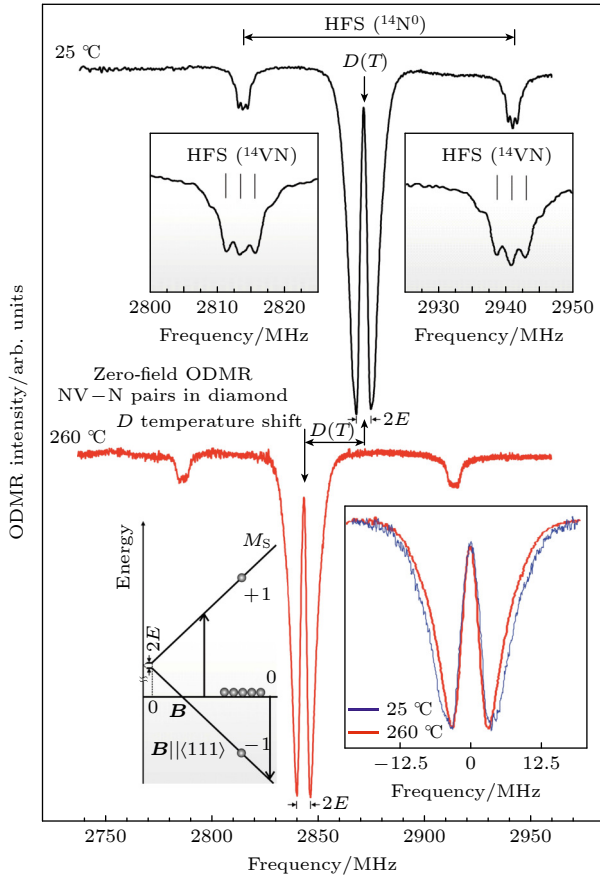 HFS (¹⁴N⁰)
25 ℃
D(T)
HFS (¹⁴VN)
HFS (¹⁴VN)
2800 2810 2820
Frequency/MHz
2930 2940 2950
Frequency/MHz
Zero-field ODMR
NV−N pairs in diamond
D temperature shift
D(T)
2E
260 ℃
ODMR intensity/arb. units
Energy
M_S
+1
2E
0
0
B
−1
B||⟨111⟩
25 ℃
260 ℃
−12.5 0 12.5
Frequency/MHz
2E
2750 2800 2850 2900 2950
Frequency/MHz